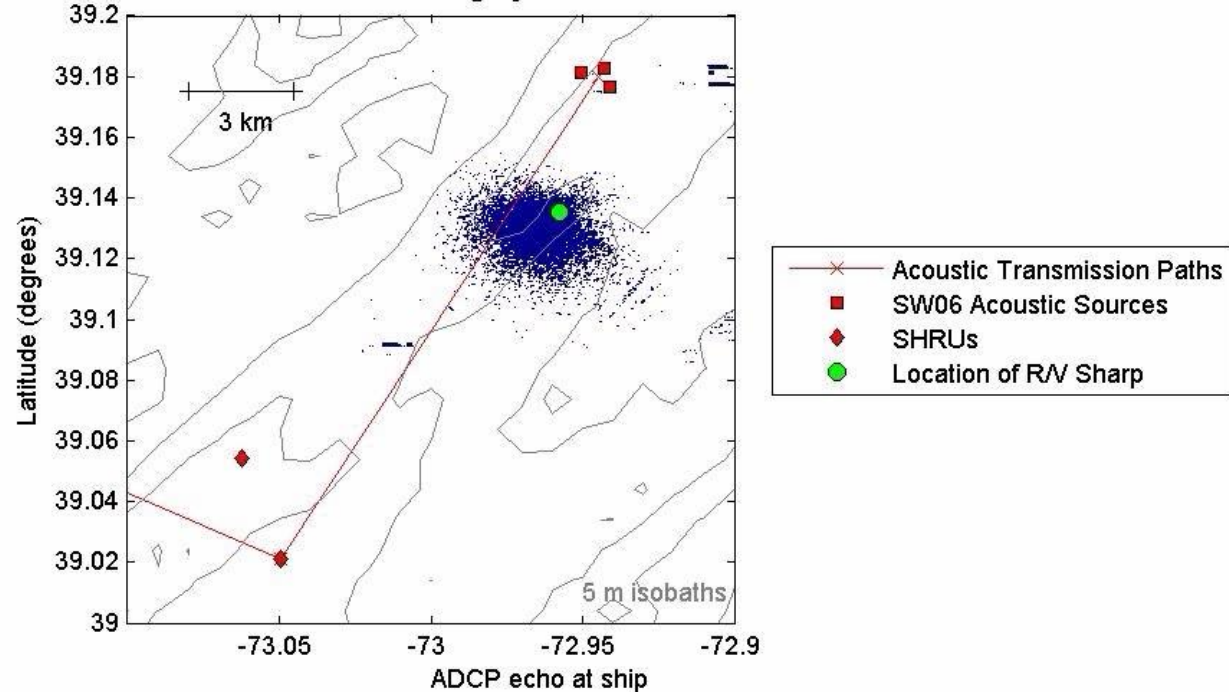 39.2
39.18
39.16
39.14
39.12
39.1
39.08
39.06
39.04
39.02
39
Latitude (degrees)
3 km
5 m isobaths
-73.05
-73
-72.95
-72.9
ADCP echo at ship
Acoustic Transmission Paths
SW06 Acoustic Sources
SHRUs
Location of R/V Sharp